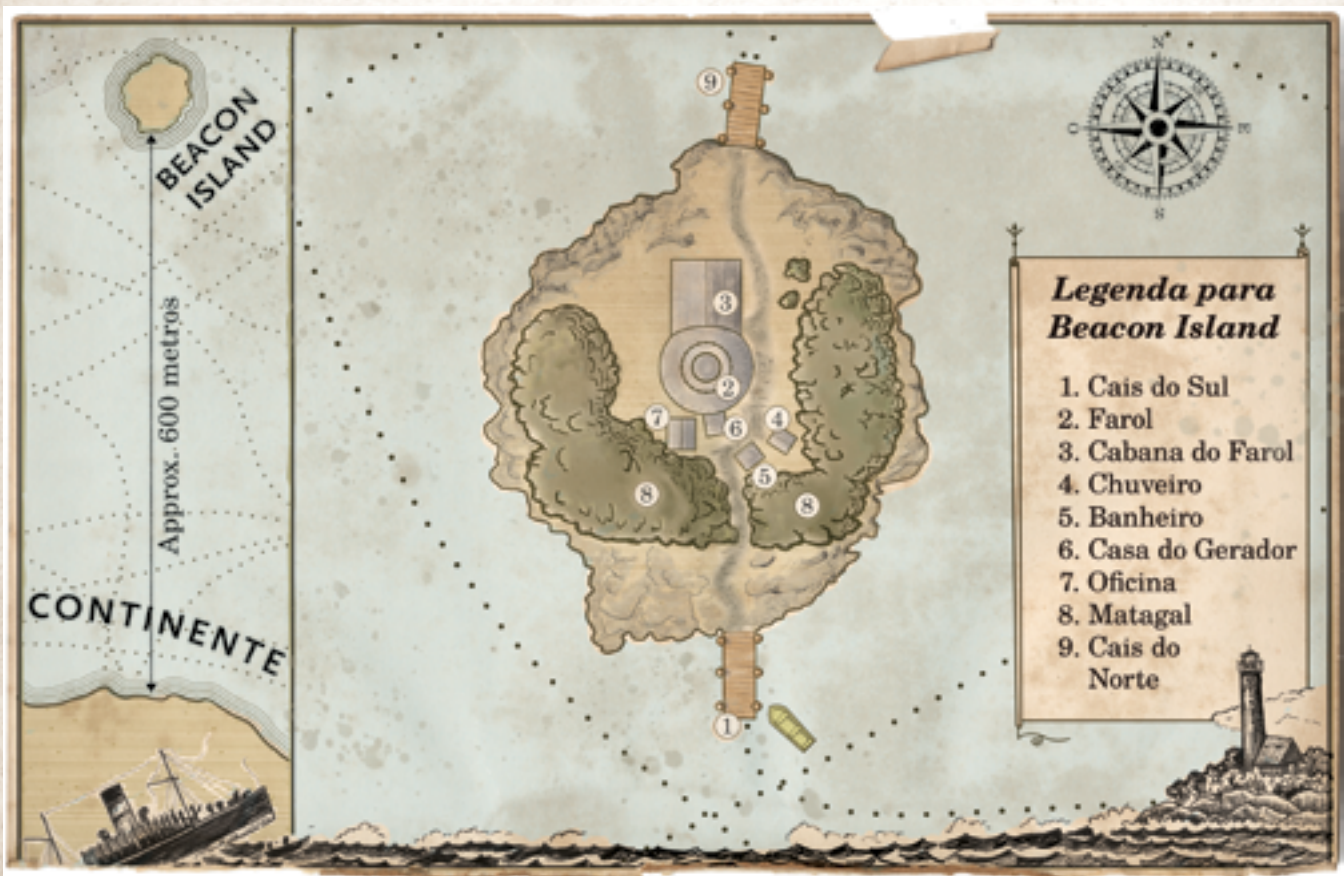 BEACON
ISLAND
Approx. 600 metros
CONTINENTE
9
3
2
7
6
4
5
8
8
1
N
O
E
S
Legenda para
Beacon Island
1. Cais do Sul
2. Farol
3. Cabana do Farol
4. Chuveiro
5. Banheiro
6. Casa do Gerador
7. Oficina
8. Matagal
9. Cais do
Norte